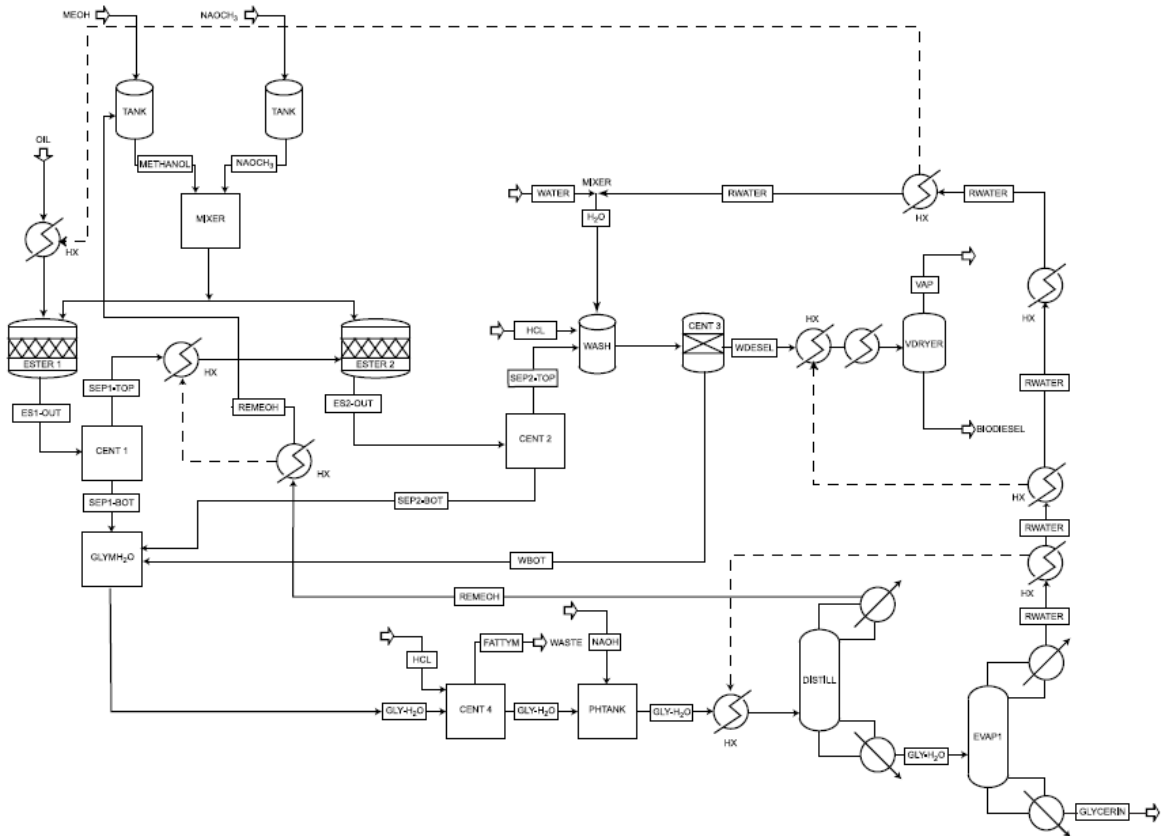 MEOH
NAOCH₃
TANK
TANK
OIL
METHANOL
NAOCH₃
MIXER
HX
WATER
MIXER
H₂O
RWATER
HX
RWATER
VAP
HX
HCL
WASH
CENT 3
WDESEL
HX
VDRYER
ESTER 1
ESTER 2
SEP1-TOP
HX
SEP2-TOP
RWATER
ES1-OUT
REMEOH
ES2-OUT
BIODIESEL
CENT 1
CENT 2
HX
SEP1-BOT
SEP2-BOT
HX
RWATER
GLYMH₂O
WBOT
HX
REMEOH
RWATER
HCL
FATTYM
WASTE
NAOH
DISTILL
GLY-H₂O
CENT 4
GLY-H₂O
PHTANK
GLY-H₂O
HX
EVAP1
GLY-H₂O
GLYCERIN